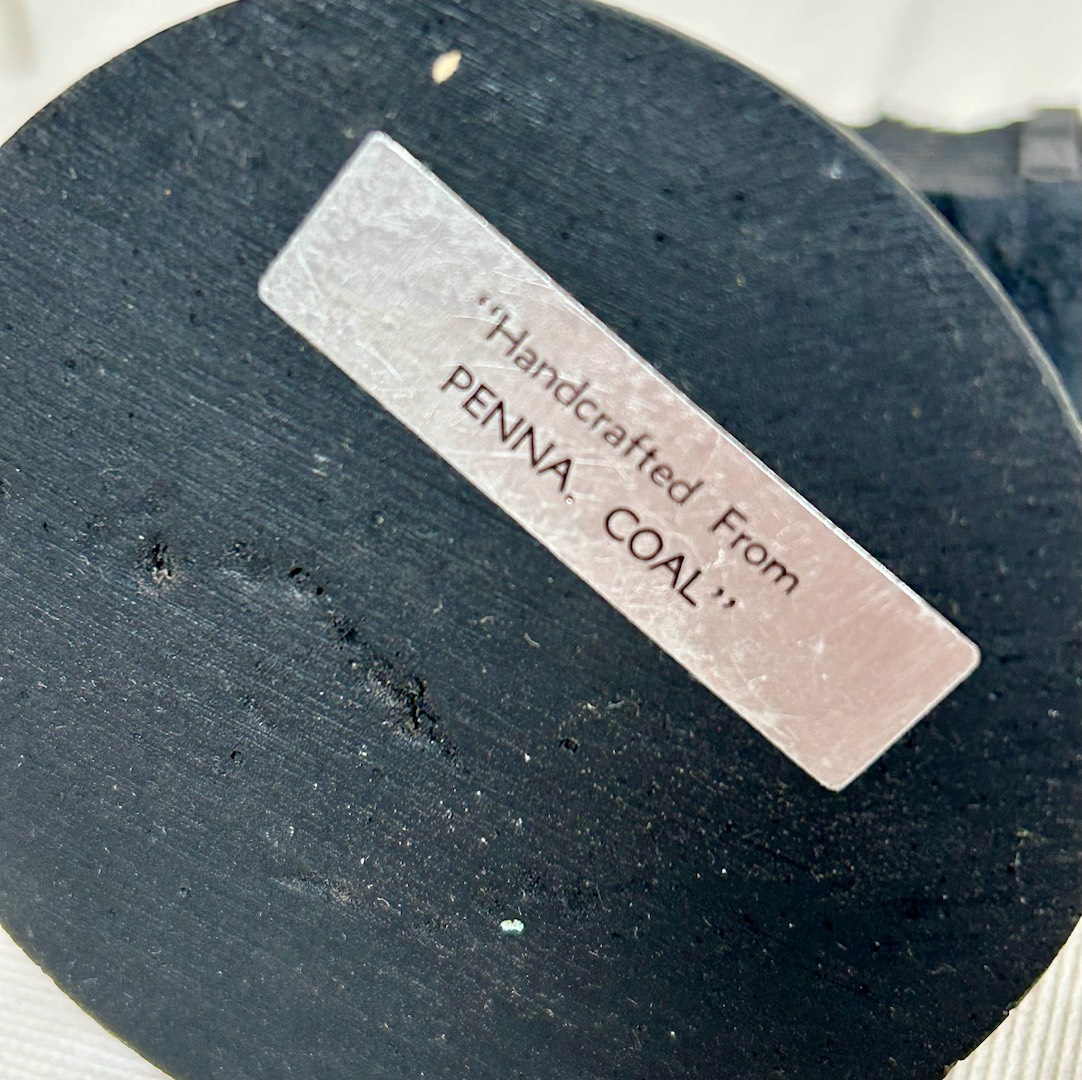 “Handcrafted From
PENNA. COAL”